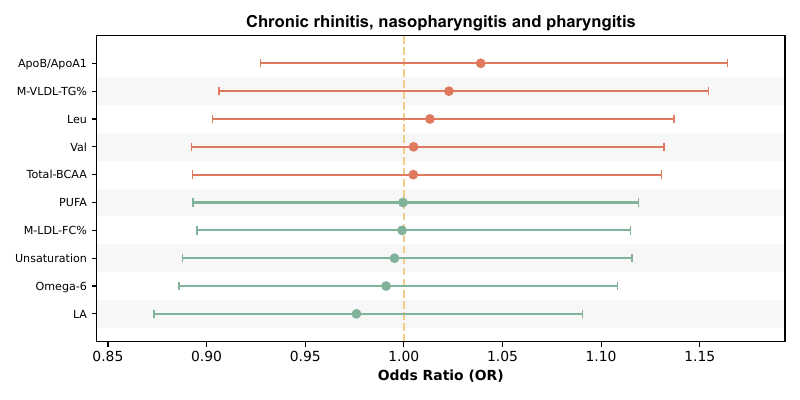 Chronic rhinitis, nasopharyngitis and pharyngitis
ApoB/ApoA1
M-VLDL-TG%
Leu
Val
Total-BCAA
PUFA
M-LDL-FC%
Unsaturation
Omega-6
LA
0.85 0.90 0.95 1.00 1.05 1.10 1.15
Odds Ratio (OR)